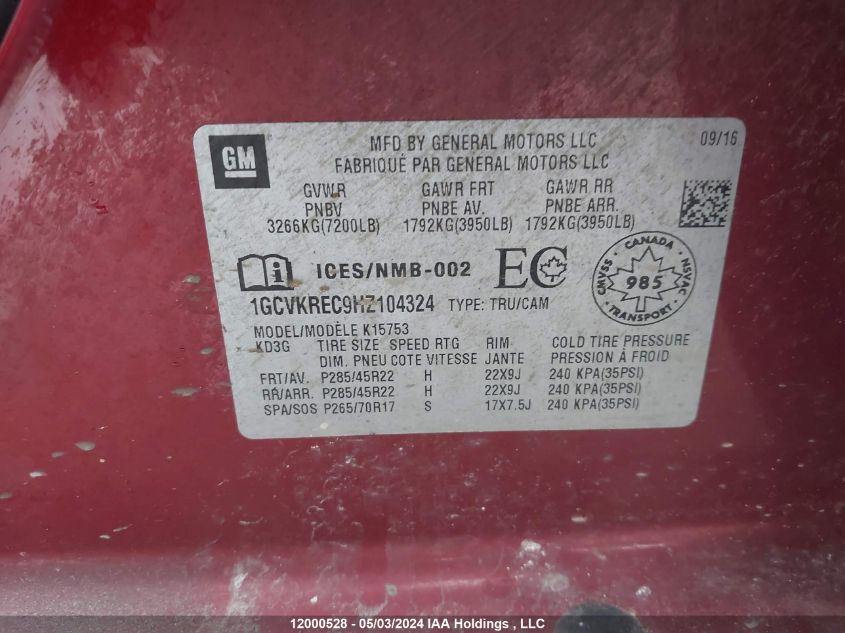 GM
MFD BY GENERAL MOTORS LLC 09/16
FABRIQUÉ PAR GENERAL MOTORS LLC
GVWR GAWR FRT GAWR RR
PNBV PNBE AV. PNBE ARR.
3266KG(7200LB) 1792KG(3950LB) 1792KG(3950LB)
ICES/NMB-002 EC
CANADA CMVSS 985 NSVAC TRANSPORT
1GCVKREC9HZ104324 TYPE: TRU/CAM
MODEL/MODÈLE K15753
KD3G TIRE SIZE SPEED RTG RIM COLD TIRE PRESSURE
DIM. PNEU COTE VITESSE JANTE PRESSION À FROID
FRT/AV. P285/45R22 H 22X9J 240 KPA(35PSI)
RR/ARR. P285/45R22 H 22X9J 240 KPA(35PSI)
SPA/SOS P265/70R17 S 17X7.5J 240 KPA(35PSI)
12000528 - 05/03/2024 IAA Holdings , LLC